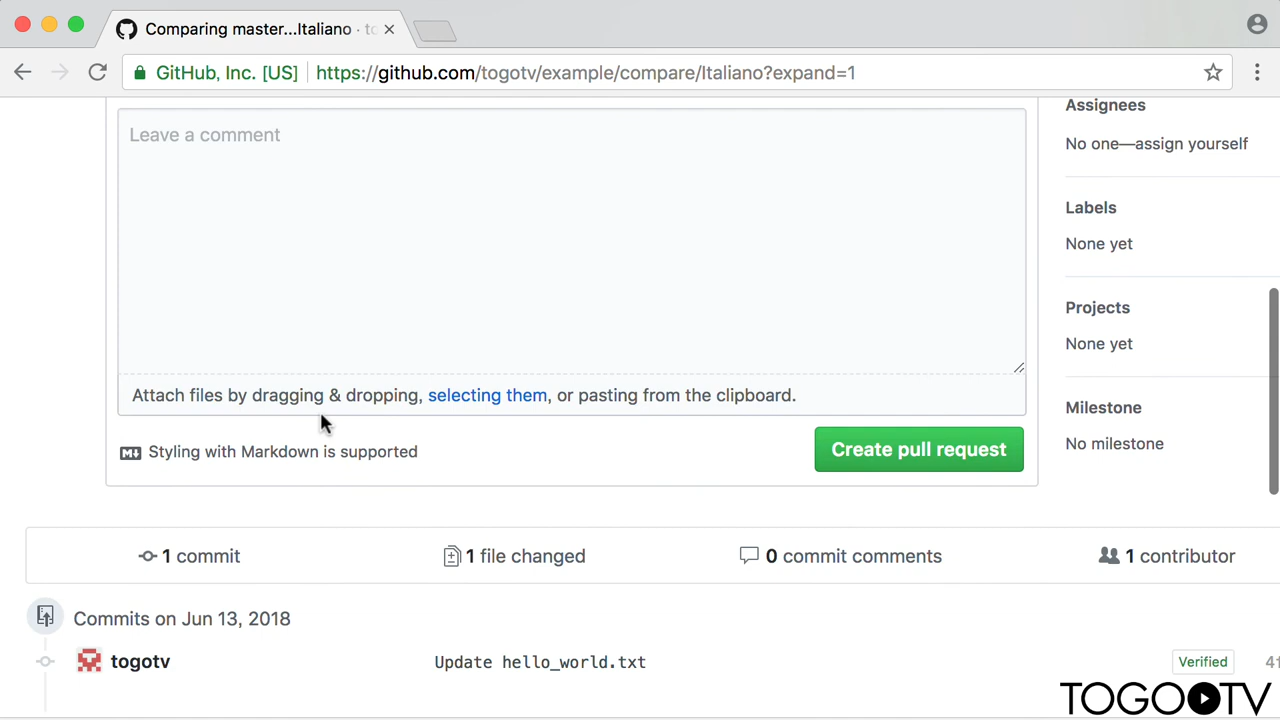 Comparing master...Italiano · to
GitHub, Inc. [US] https://github.com/togotv/example/compare/Italiano?expand=1
Leave a comment
Attach files by dragging & dropping, selecting them, or pasting from the clipboard.
Styling with Markdown is supported
Create pull request
Assignees
No one—assign yourself
Labels
None yet
Projects
None yet
Milestone
No milestone
1 commit
1 file changed
0 commit comments
1 contributor
Commits on Jun 13, 2018
togotv Update hello_world.txt Verified
TOGOTV